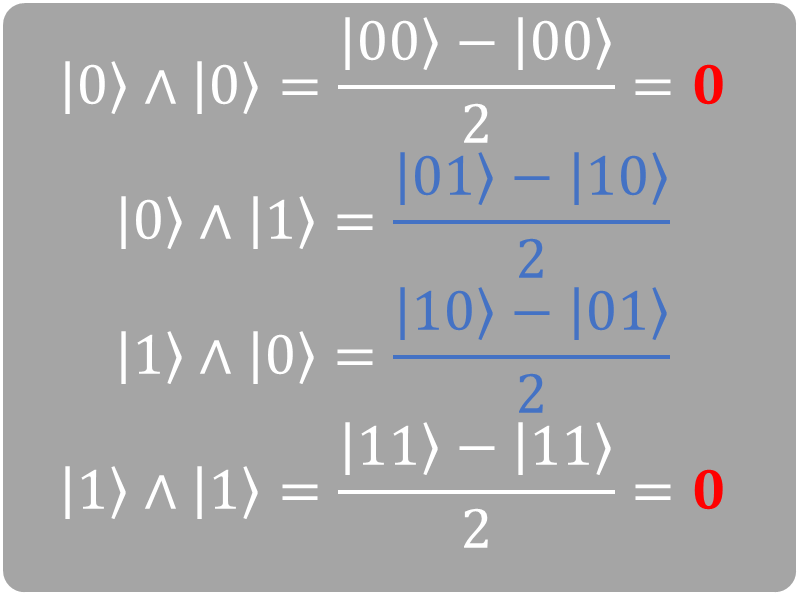 |0⟩ ∧ |0⟩ = (|00⟩ − |00⟩)/2 = 0
|0⟩ ∧ |1⟩ = (|01⟩ − |10⟩)/2
|1⟩ ∧ |0⟩ = (|10⟩ − |01⟩)/2
|1⟩ ∧ |1⟩ = (|11⟩ − |11⟩)/2 = 0